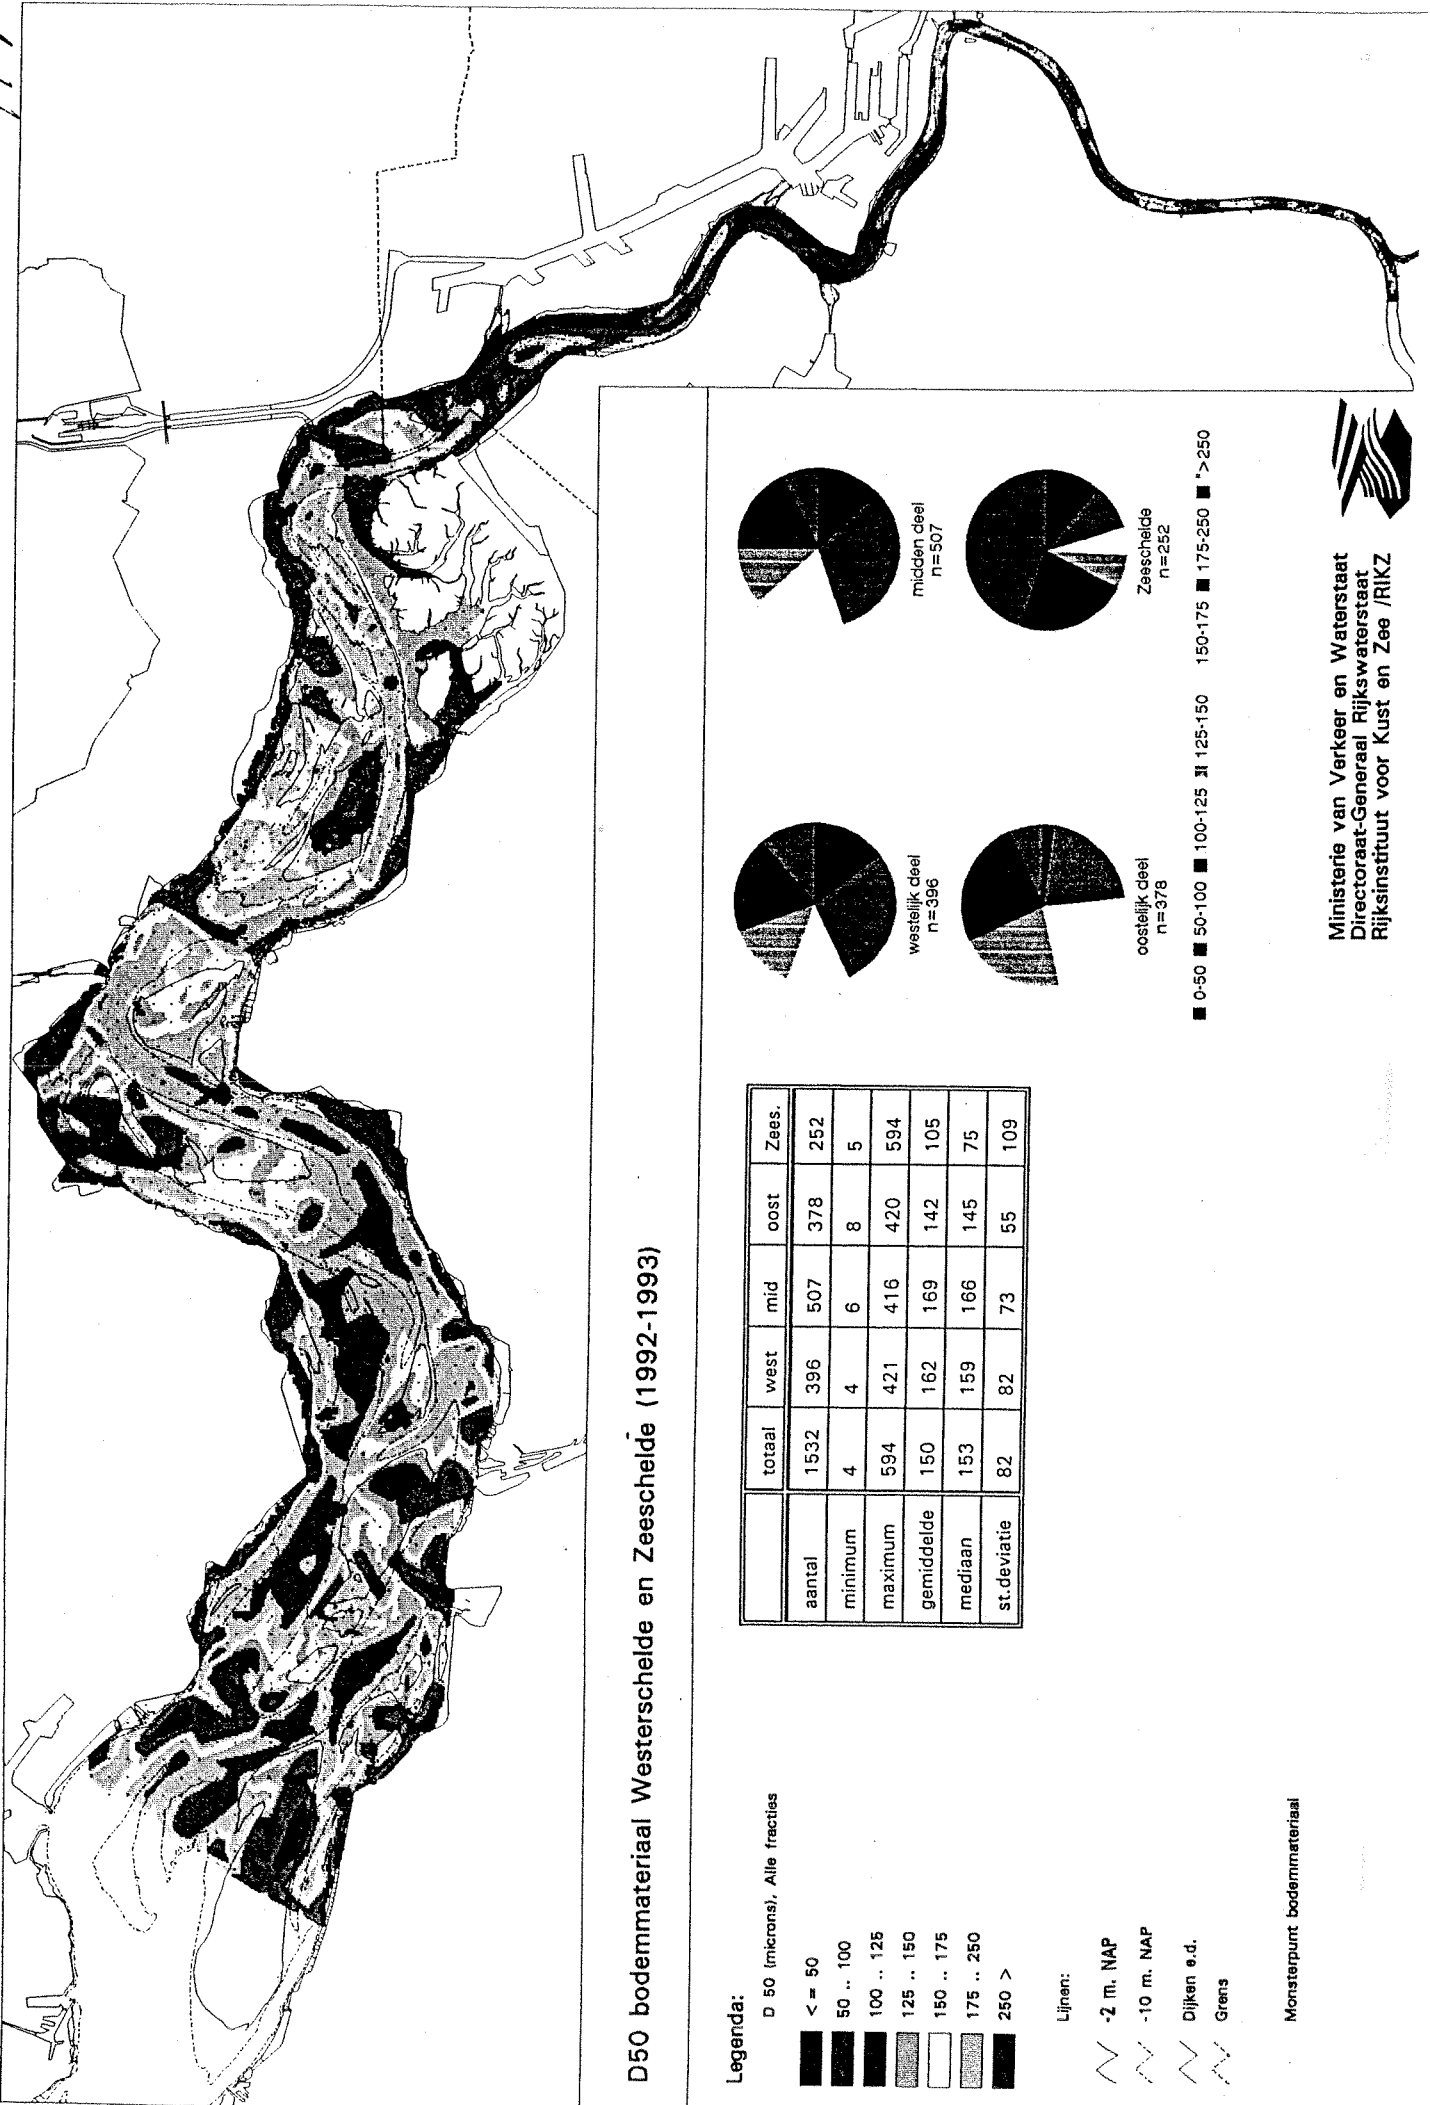 D50 bodemmateriaal Westerschelde en Zeeschelde (1992-1993)
Legenda:
D 50 (microns), Alle fracties
< = 50
50 .. 100
100 .. 125
125 .. 150
150 .. 175
175 .. 250
250 >
Lijnen:
-2 m. NAP
-10 m. NAP
Dijken e.d.
Grens
Monsterpunt bodemmateriaal
totaal west mid oost Zees.
aantal 1532 396 507 378 252
minimum 4 4 6 8 5
maximum 594 421 416 420 594
gemiddelde 150 162 169 142 105
mediaan 153 159 166 145 75
st.deviatie 82 82 73 55 109
westelijk deel
n=396
midden deel
n=507
oostelijk deel
n=378
Zeeschelde
n=252
0-50 50-100 100-125 125-150 150-175 175-250 ">250
Ministerie van Verkeer en Waterstaat
Directoraat-Generaal Rijkswaterstaat
Rijksinstituut voor Kust en Zee /RIKZ